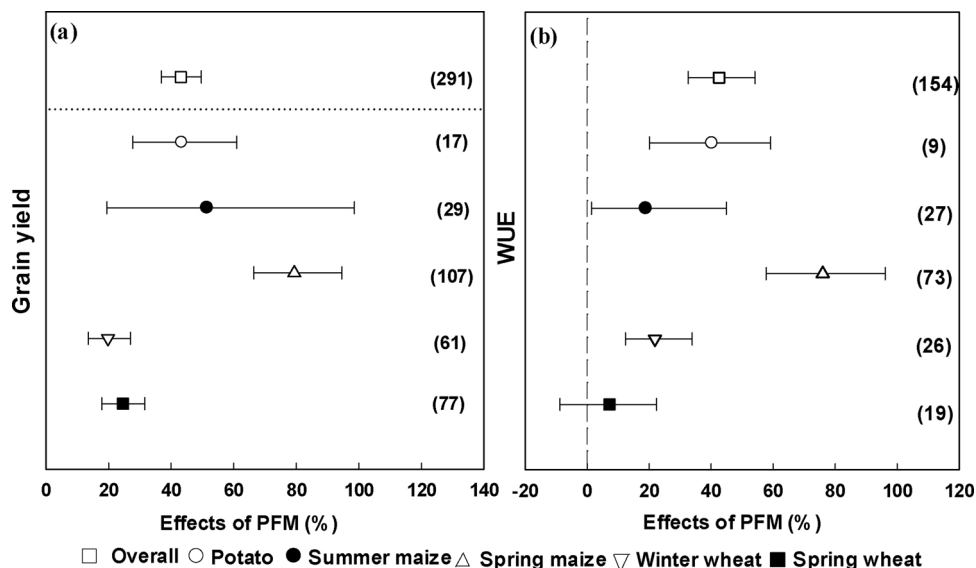 (a)
(291)
(17)
(29)
(107)
(61)
(77)
Grain yield
0 20 40 60 80 100 120 140
Effects of PFM (%)
(b)
(154)
(9)
(27)
(73)
(26)
(19)
WUE
-20 0 20 40 60 80 100 120
Effects of PFM (%)
Overall Potato Summer maize Spring maize Winter wheat Spring wheat